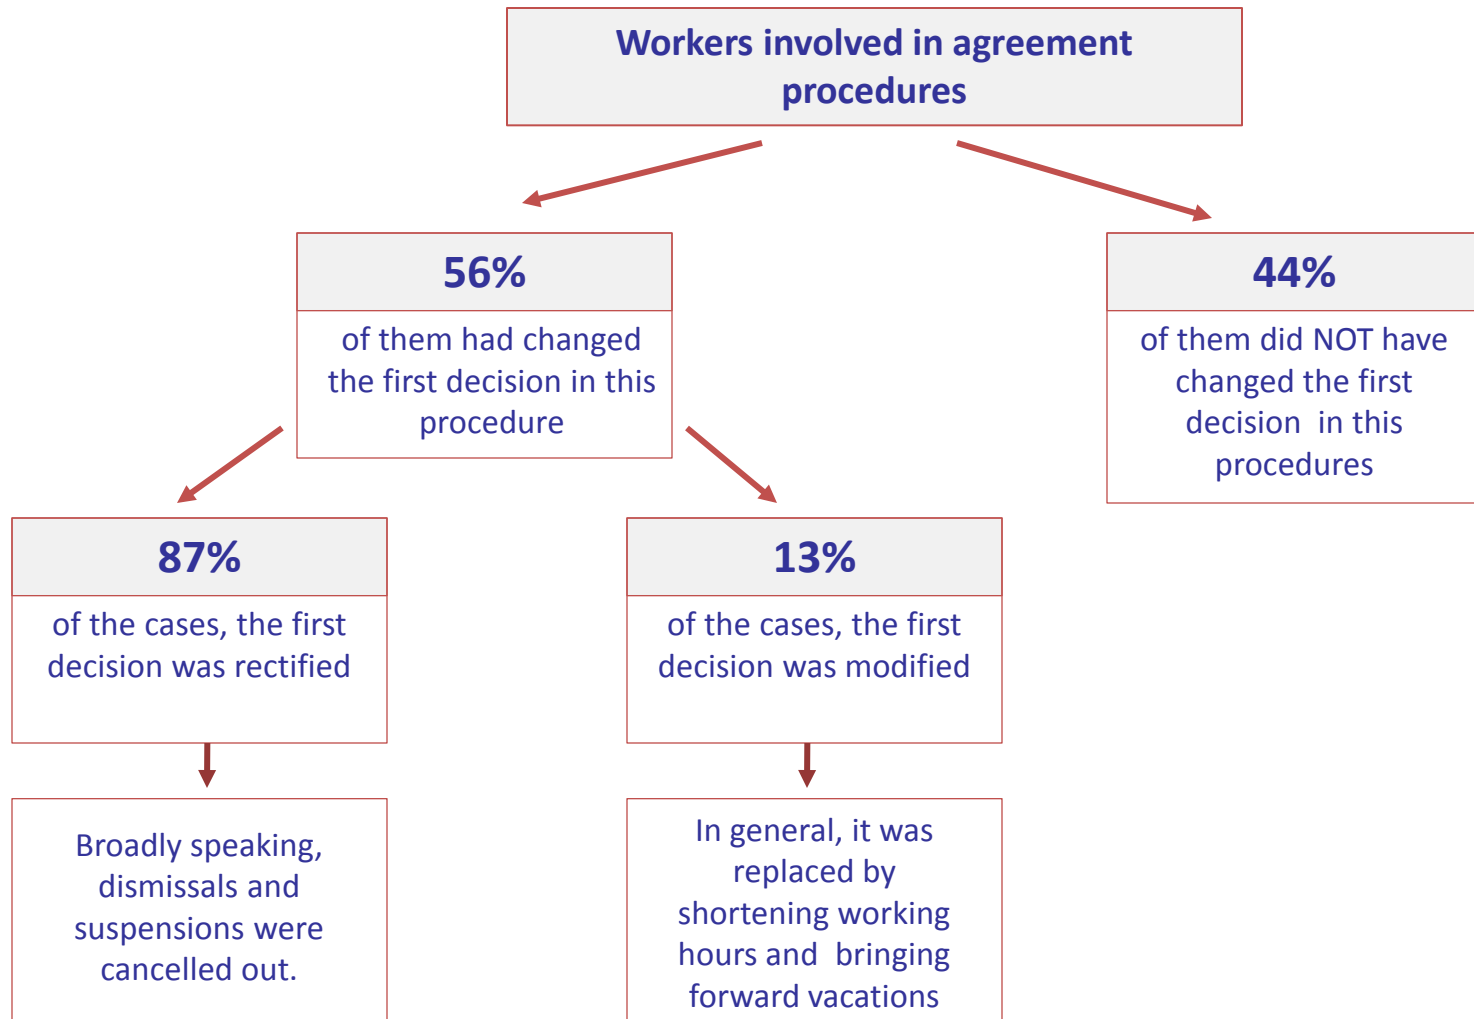 Workers involved in agreement
procedures
56%
of them had changed
the first decision in this
procedure
44%
of them did NOT have
changed the first
decision  in this
procedures
87%
of the cases, the first
decision was rectified
13%
of the cases, the first
decision was modified
Broadly speaking,
dismissals and
suspensions were
cancelled out.
In general, it was
replaced by
shortening working
hours and  bringing
forward vacations